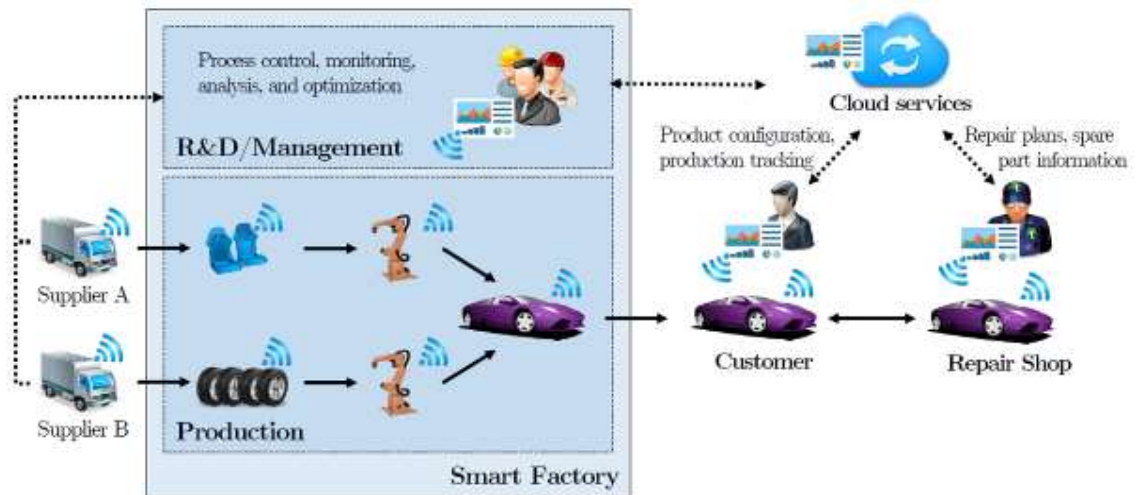 Process control, monitoring,
analysis, and optimization
R&D/Management
Cloud services
Product configuration,
production tracking
Repair plans, spare
part information
Supplier A
Supplier B
Production
Smart Factory
Customer
Repair Shop